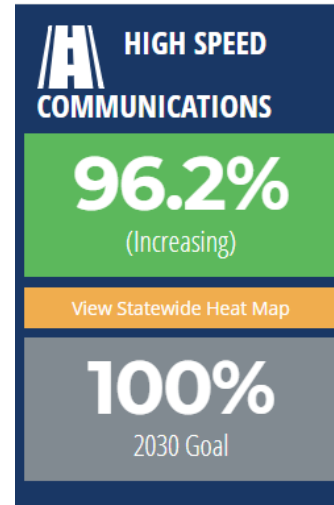 HIGH SPEED
COMMUNICATIONS
96.2%
(Increasing)
View Statewide Heat Map
100%
2030 Goal